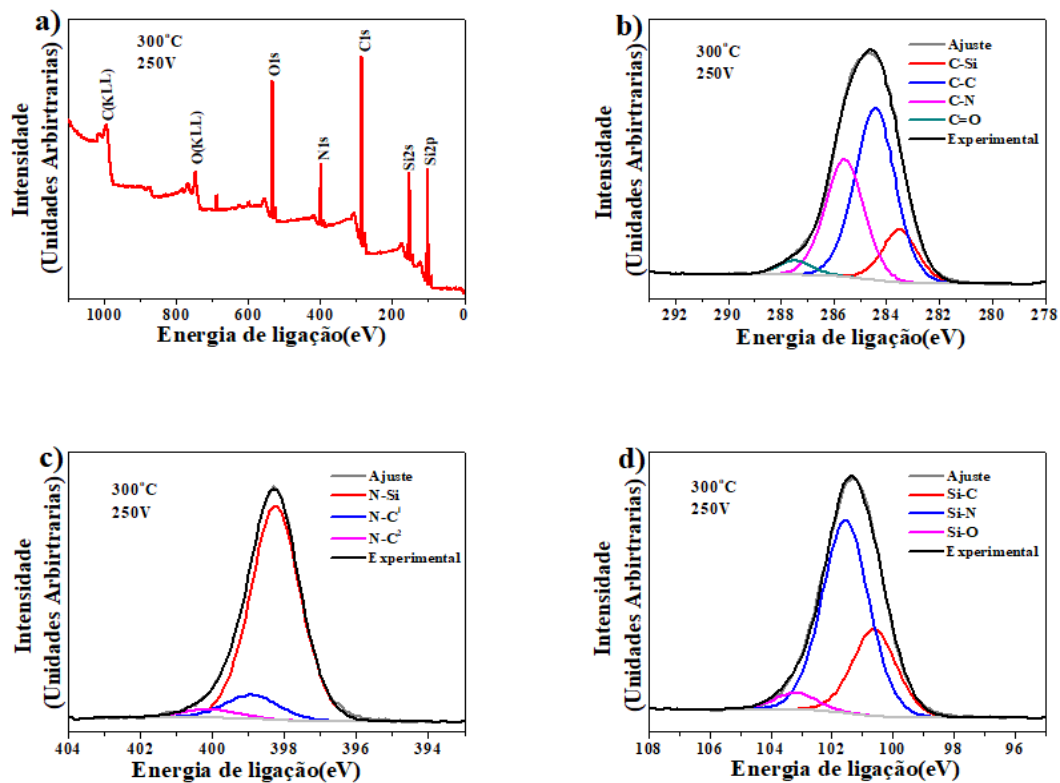 a)
300°C
250V
C(KLL)
O(KLL)
O1s
N1s
C1s
Si2s
Si2p
Intensidade
(Unidades Arbirtrarias)
1000 800 600 400 200 0
Energia de ligação(eV)
b)
300°C
250V
Ajuste
C-Si
C-C
C-N
C=O
Experimental
Intensidade
(Unidades Arbirtrarias)
292 290 288 286 284 282 280 278
Energia de ligação(eV)
c)
300°C
250V
Ajuste
N-Si
N-C¹
N-C²
Experimental
Intensidade
(Unidades Arbirtrarias)
404 402 400 398 396 394
Energia de ligação(eV)
d)
300°C
250V
Ajuste
Si-C
Si-N
Si-O
Experimental
Intensidade
(Unidades Arbirtrarias)
108 106 104 102 100 98 96
Energia de ligação(eV)